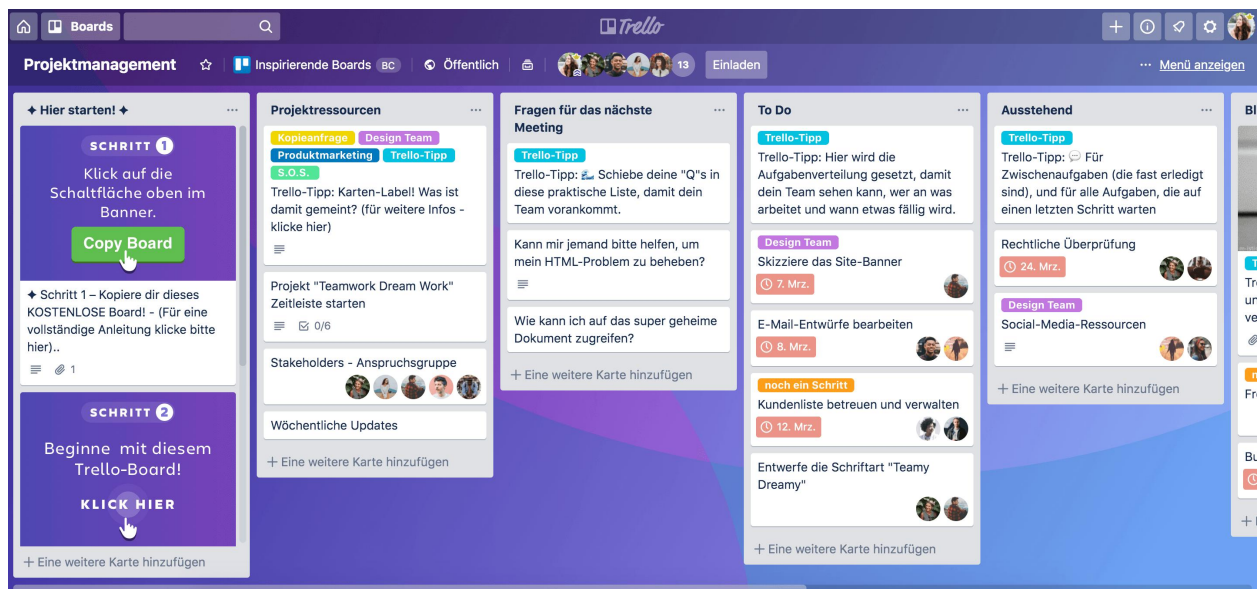 Boards
Trello
Projektmanagement
Inspirierende Boards BC
Öffentlich
13
Einladen
··· Menü anzeigen
✦ Hier starten! ✦
SCHRITT 1
Klick auf die
Schaltfläche oben im
Banner.
Copy Board
✦ Schritt 1 – Kopiere dir dieses
KOSTENLOSE Board! - (Für eine
vollständige Anleitung klicke bitte
hier)..
1
SCHRITT 2
Beginne mit diesem
Trello-Board!
KLICK HIER
+ Eine weitere Karte hinzufügen
Projektressourcen
Kopieanfrage Design Team
Produktmarketing Trello-Tipp
S.O.S.
Trello-Tipp: Karten-Label! Was ist
damit gemeint? (für weitere Infos -
klicke hier)
Projekt "Teamwork Dream Work"
Zeitleiste starten
0/6
Stakeholders - Anspruchsgruppe
Wöchentliche Updates
+ Eine weitere Karte hinzufügen
Fragen für das nächste
Meeting
Trello-Tipp
Trello-Tipp: 🌊 Schiebe deine "Q"s in
diese praktische Liste, damit dein
Team vorankommt.
Kann mir jemand bitte helfen, um
mein HTML-Problem zu beheben?
Wie kann ich auf das super geheime
Dokument zugreifen?
+ Eine weitere Karte hinzufügen
To Do
Trello-Tipp
Trello-Tipp: Hier wird die
Aufgabenverteilung gesetzt, damit
dein Team sehen kann, wer an was
arbeitet und wann etwas fällig wird.
Design Team
Skizziere das Site-Banner
7. Mrz.
E-Mail-Entwürfe bearbeiten
8. Mrz.
noch ein Schritt
Kundenliste betreuen und verwalten
12. Mrz.
Entwerfe die Schriftart "Teamy
Dreamy"
+ Eine weitere Karte hinzufügen
Ausstehend
Trello-Tipp
Trello-Tipp: 💬 Für
Zwischenaufgaben (die fast erledigt
sind), und für alle Aufgaben, die auf
einen letzten Schritt warten
Rechtliche Überprüfung
24. Mrz.
Design Team
Social-Media-Ressourcen
+ Eine weitere Karte hinzufügen